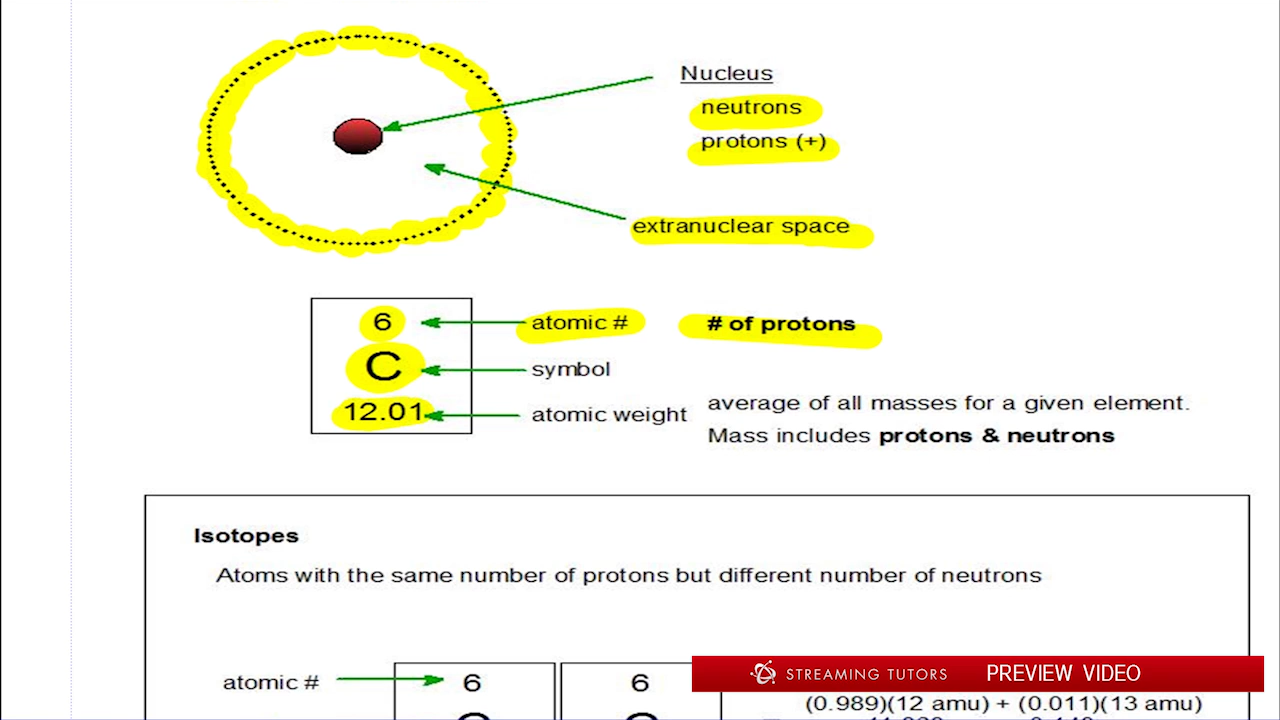 Nucleus
neutrons
protons (+)
extranuclear space
6
atomic #
# of protons
C
symbol
12.01
atomic weight
average of all masses for a given element.
Mass includes protons & neutrons
Isotopes
Atoms with the same number of protons but different number of neutrons
atomic #
6
6
STREAMING TUTORS
PREVIEW VIDEO
(0.989)(12 amu) + (0.011)(13 amu)